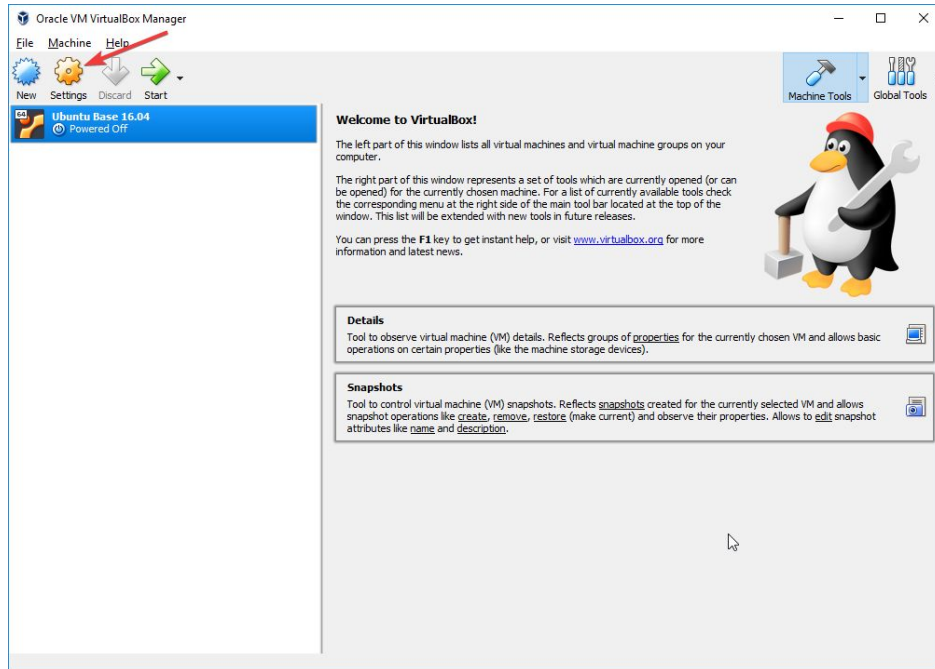 Oracle VM VirtualBox Manager
File Machine Help
New Settings Discard Start
Machine Tools Global Tools
64
Ubuntu Base 16.04
Powered Off
Welcome to VirtualBox!
The left part of this window lists all virtual machines and virtual machine groups on your
computer.
The right part of this window represents a set of tools which are currently opened (or can
be opened) for the currently chosen machine. For a list of currently available tools check
the corresponding menu at the right side of the main tool bar located at the top of the
window. This list will be extended with new tools in future releases.
You can press the F1 key to get instant help, or visit www.virtualbox.org for more
information and latest news.
Details
Tool to observe virtual machine (VM) details. Reflects groups of properties for the currently chosen VM and allows basic
operations on certain properties (like the machine storage devices).
Snapshots
Tool to control virtual machine (VM) snapshots. Reflects snapshots created for the currently selected VM and allows
snapshot operations like create, remove, restore (make current) and observe their properties. Allows to edit snapshot
attributes like name and description.